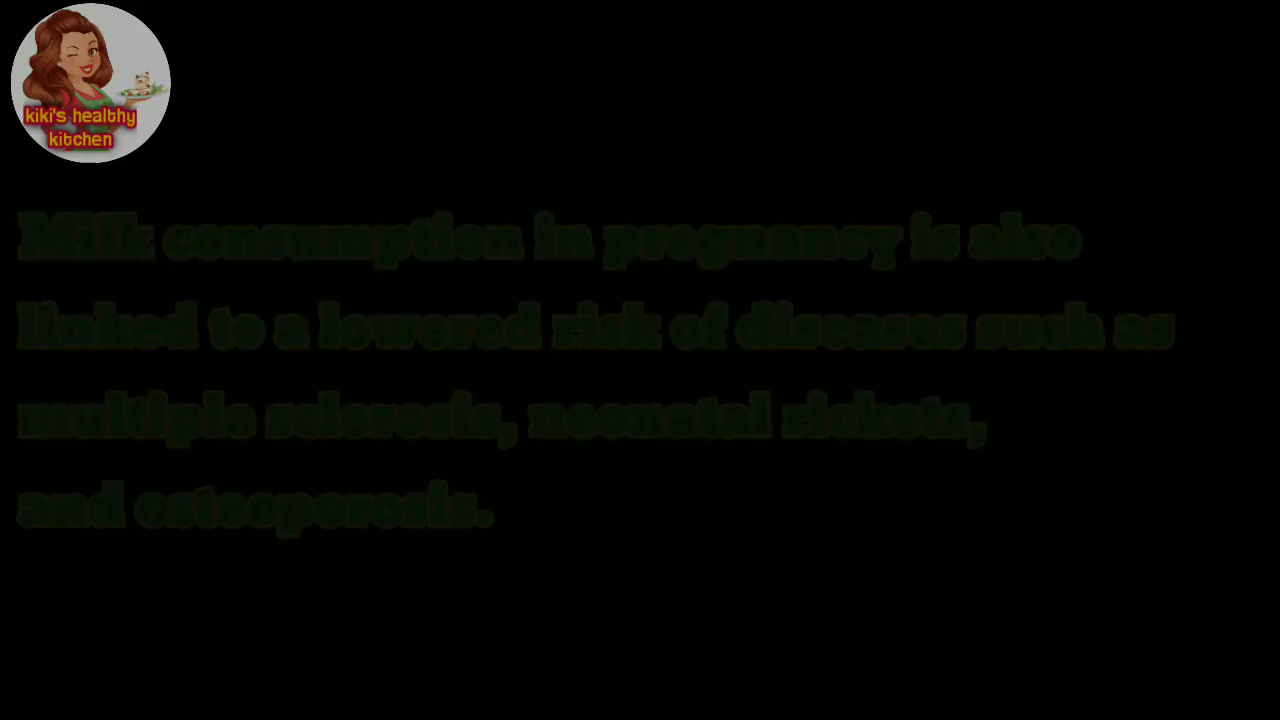 kiki's healthy
kitchen
Milk consumption in pregnancy is also
linked to a lowered risk of diseases such as
multiple sclerosis, neonatal rickets,
and osteoporosis.